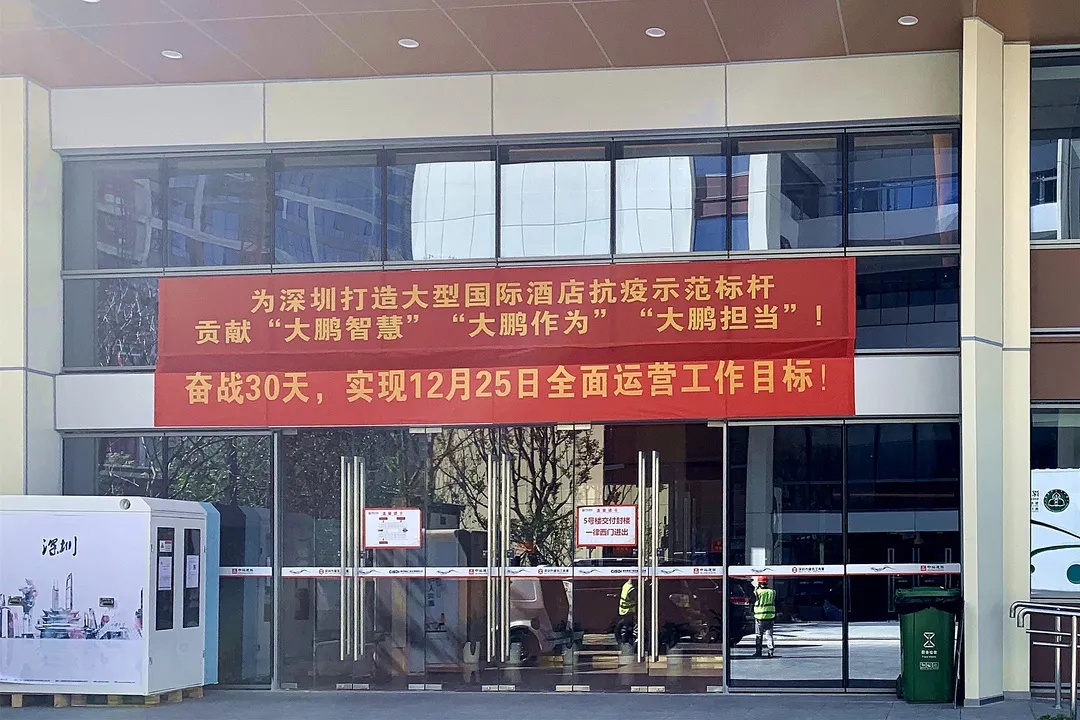 为深圳打造大型国际酒店抗疫示范标杆
贡献“大鹏智慧”“大鹏作为”“大鹏担当”！
奋战30天，实现12月25日全面运营工作目标！
5号楼交付封楼
一律西门进出
深圳